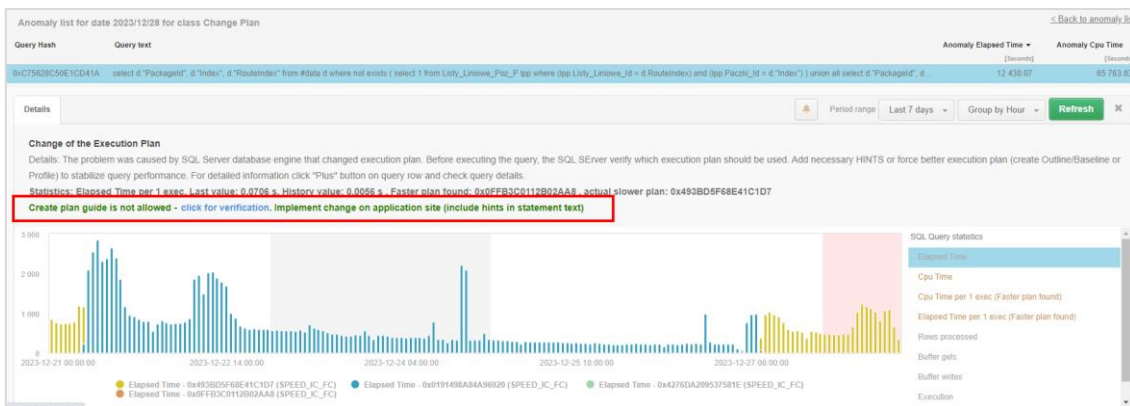 Anomaly list for date 2023/12/28 for class Change Plan
< Back to anomaly lis
Query Hash Query text Anomaly Elapsed Time Anomaly Cpu Time
[Seconds] [Second
0xC75628C50E1CD41A select d."PackageId", d."Index", d."RouteIndex" from #data d where not exists ( select 1 from Listy_Liniowe_Poz_P lpp where (lpp.Listy_Liniowe_Id = d.RouteIndex) and (lpp.Paczki_Id = d."Index") ) union all select d."PackageId", d... 12 430.97 65 763.83
Details Period range Last 7 days Group by Hour Refresh
Change of the Execution Plan
Details: The problem was caused by SQL Server database engine that changed execution plan. Before executing the query, the SQL SErver verify which execution plan should be used. Add necessary HINTS or force better execution plan (create Outline/Baseline or
Profile) to stabilize query performance. For detailed information click "Plus" button on query row and check query details.
Statistics: Elapsed Time per 1 exec. Last value: 0.0706 s, History value: 0.0056 s , Faster plan found: 0x0FFB3C0112B02AA8 , actual slower plan: 0x493BD5F68E41C1D7
Create plan guide is not allowed - click for verification. Implement change on application site (include hints in statement text)
3 000
2 000
1 000
0
2023-12-21 00:00:00 2023-12-22 14:00:00 2023-12-24 04:00:00 2023-12-25 18:00:00 2023-12-27 08:00:00
Elapsed Time - 0x493BD5F68E41C1D7 (SPEED_IC_FC) Elapsed Time - 0x0191498A84A96920 (SPEED_IC_FC) Elapsed Time - 0x4276DA209537581E (SPEED_IC_FC)
Elapsed Time - 0x0FFB3C0112B02AA8 (SPEED_IC_FC)
SQL Query statistics
Elapsed Time
Cpu Time
Cpu Time per 1 exec (Faster plan found)
Elapsed Time per 1 exec (Faster plan found)
Rows processed
Buffer gets
Buffer writes
Execution